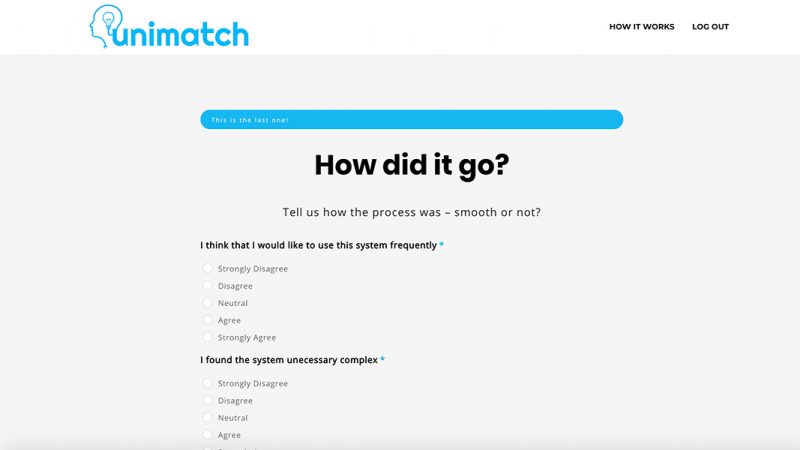 unimatch
HOW IT WORKS LOG OUT
This is the last one!
How did it go?
Tell us how the process was – smooth or not?
I think that I would like to use this system frequently *
Strongly Disagree
Disagree
Neutral
Agree
Strongly Agree
I found the system unecessary complex *
Strongly Disagree
Disagree
Neutral
Agree